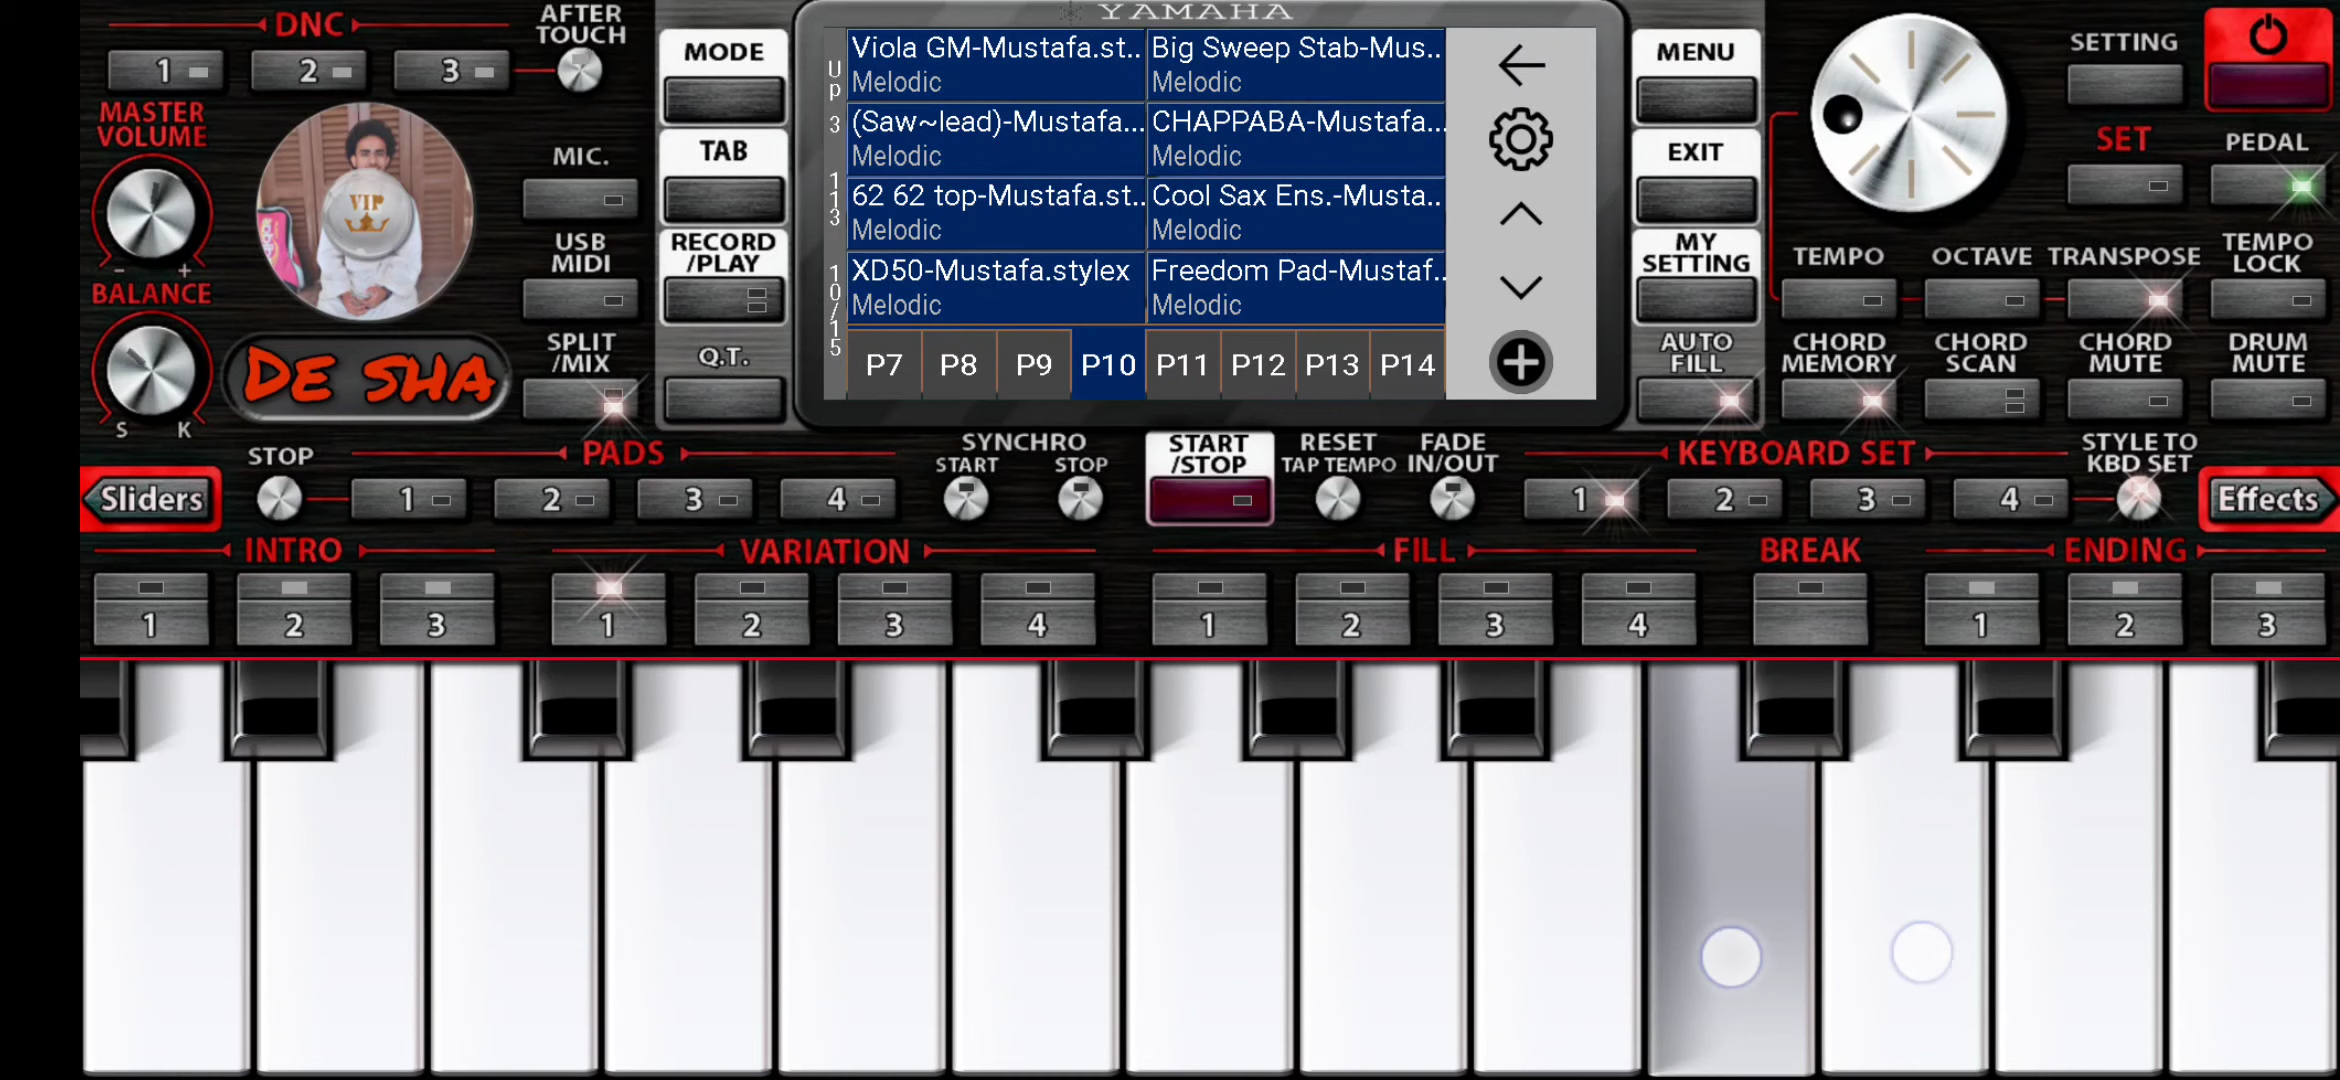 DNC
AFTER
TOUCH
1
2
3
MASTER
VOLUME
- +
BALANCE
S K
VIP
DE SHA
MIC.
USB
MIDI
SPLIT
/MIX
MODE
TAB
RECORD
/PLAY
Q.T.
YAMAHA
Up 3 113 10/15
Viola GM-Mustafa.st..
Melodic
Big Sweep Stab-Mus..
Melodic
(Saw~lead)-Mustafa...
Melodic
CHAPPABA-Mustafa...
Melodic
62 62 top-Mustafa.st..
Melodic
Cool Sax Ens.-Musta..
Melodic
XD50-Mustafa.stylex
Melodic
Freedom Pad-Mustaf..
Melodic
P7 P8 P9 P10 P11 P12 P13 P14
MENU
EXIT
MY
SETTING
AUTO
FILL
SETTING
SET
PEDAL
TEMPO
OCTAVE
TRANSPOSE
TEMPO
LOCK
CHORD
MEMORY
CHORD
SCAN
CHORD
MUTE
DRUM
MUTE
Sliders
STOP
PADS
1
2
3
4
SYNCHRO
START STOP
START
/STOP
RESET
TAP TEMPO
FADE
IN/OUT
KEYBOARD SET
1
2
3
4
STYLE TO
KBD SET
Effects
INTRO
1
2
3
VARIATION
1
2
3
4
FILL
1
2
3
4
BREAK
ENDING
1
2
3